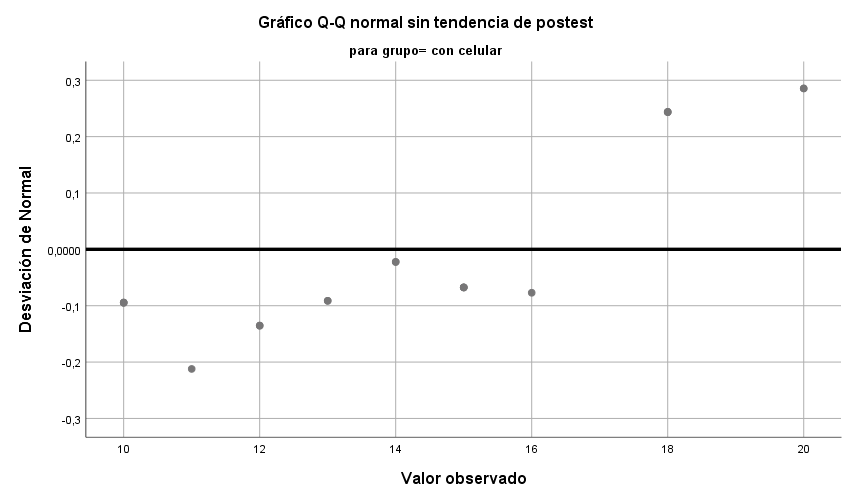 Gráfico Q-Q normal sin tendencia de postest
para grupo= con celular
Desviación de Normal
0,3
0,2
0,1
0,0000
-0,1
-0,2
-0,3
10 12 14 16 18 20
Valor observado